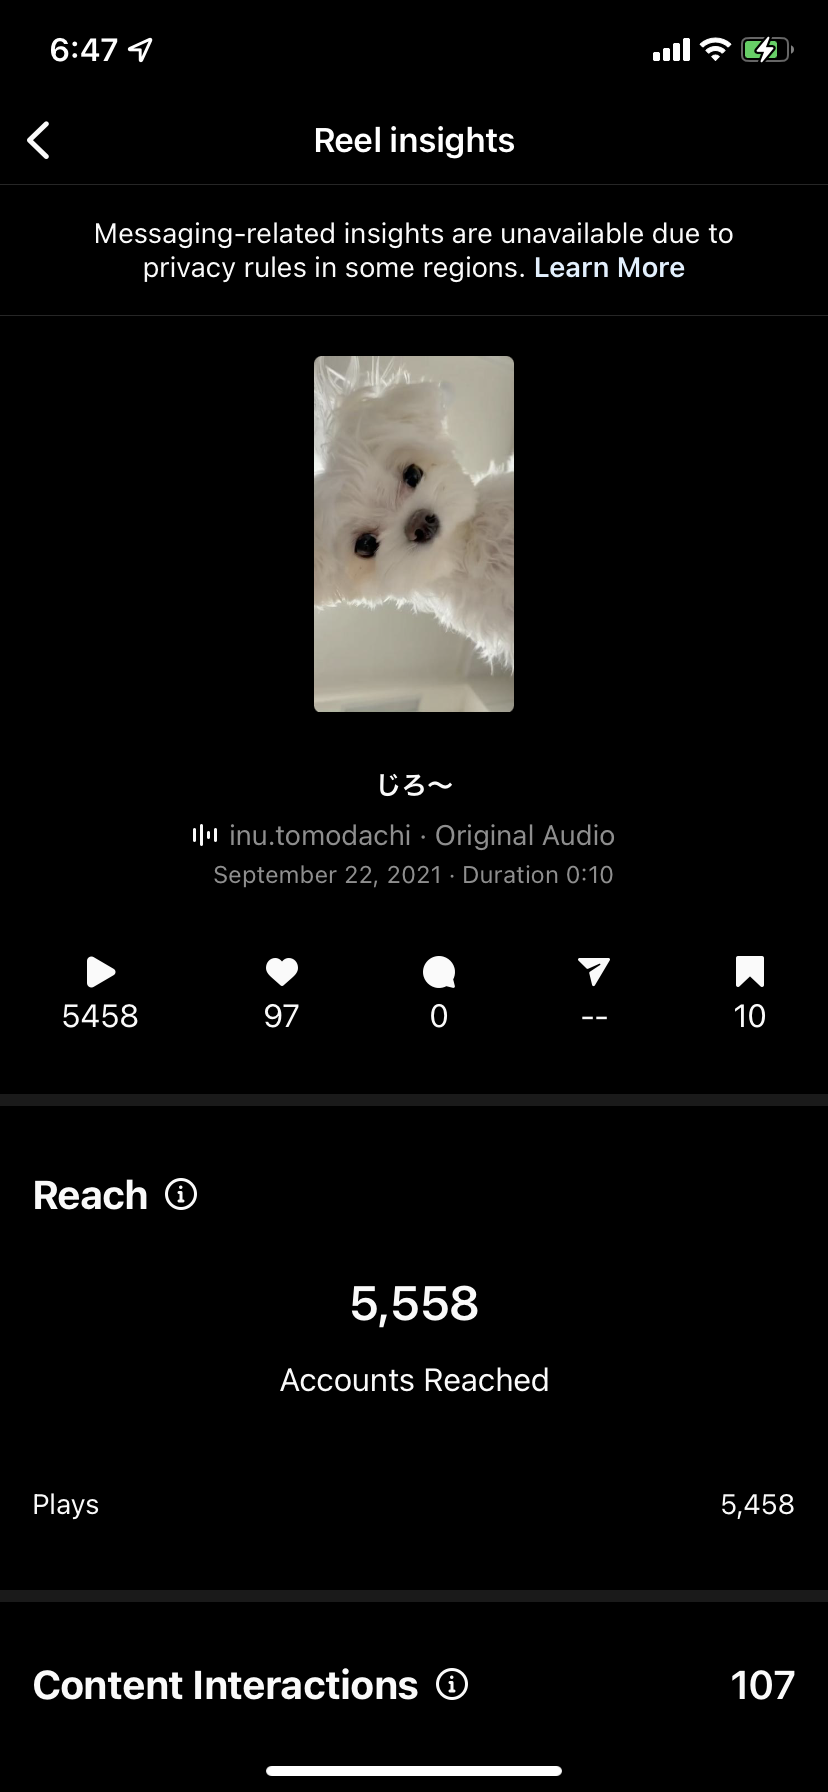 6:47
Reel insights
Messaging-related insights are unavailable due to
privacy rules in some regions. Learn More
じろ〜
inu.tomodachi · Original Audio
September 22, 2021 · Duration 0:10
5458 97 0 -- 10
Reach
5,558
Accounts Reached
Plays 5,458
Content Interactions 107